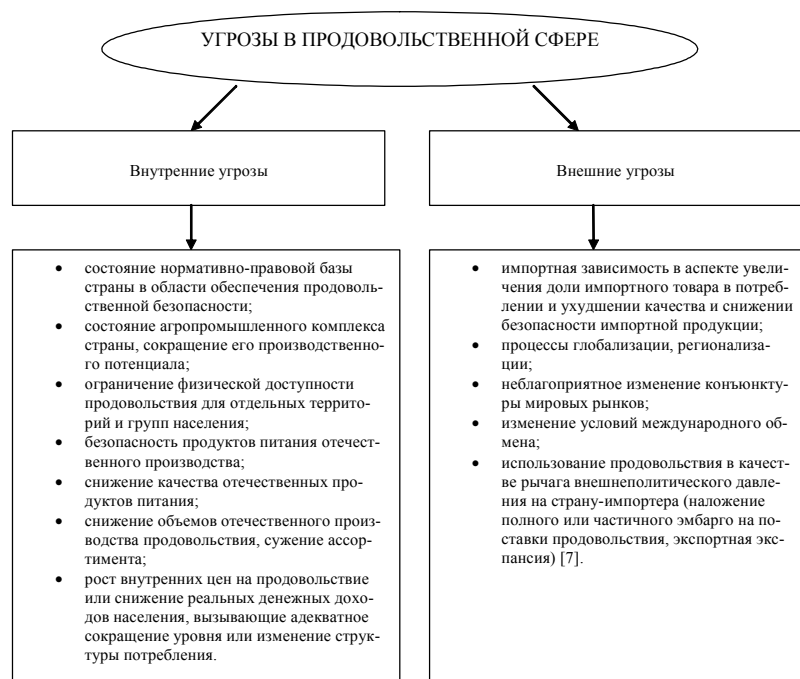 УГРОЗЫ В ПРОДОВОЛЬСТВЕННОЙ СФЕРЕ
Внутренние угрозы
• состояние нормативно-правовой базы
страны в области обеспечения продоволь-
ственной безопасности;
• состояние агропромышленного комплекса
страны, сокращение его производственно-
го потенциала;
• ограничение физической доступности
продовольствия для отдельных террито-
рий и групп населения;
• безопасность продуктов питания отечест-
венного производства;
• снижение качества отечественных про-
дуктов питания;
• снижение объемов отечественного произ-
водства продовольствия, сужение ассор-
тимента;
• рост внутренних цен на продовольствие
или снижение реальных денежных дохо-
дов населения, вызывающие адекватное
сокращение уровня или изменение струк-
туры потребления.
Внешние угрозы
• импортная зависимость в аспекте увели-
чения доли импортного товара в потреб-
лении и ухудшении качества и снижении
безопасности импортной продукции;
• процессы глобализации, регионализа-
ции;
• неблагоприятное изменение конъюнкту-
ры мировых рынков;
• изменение условий международного об-
мена;
• использование продовольствия в качест-
ве рычага внешнеполитического давле-
ния на страну-импортера (наложение
полного или частичного эмбарго на по-
ставки продовольствия, экспортная экс-
пансия) [7].